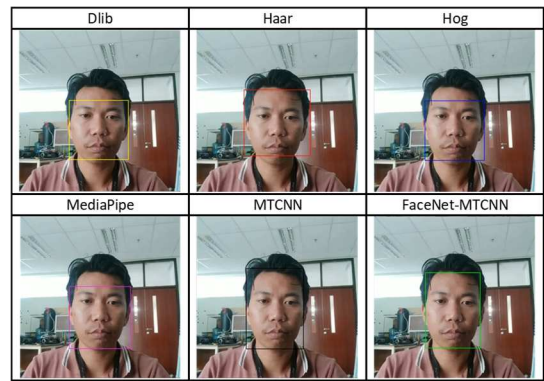 Dlib
Haar
Hog
MediaPipe
MTCNN
FaceNet-MTCNN